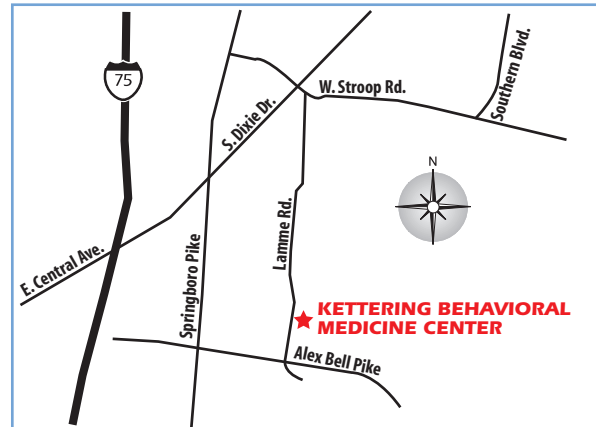 75
W. Stroop Rd.
Southern Blvd.
S. Dixie Dr.
N
Lamme Rd.
E. Central Ave.
Springboro Pike
KETTERING BEHAVIORAL
MEDICINE CENTER
Alex Bell Pike